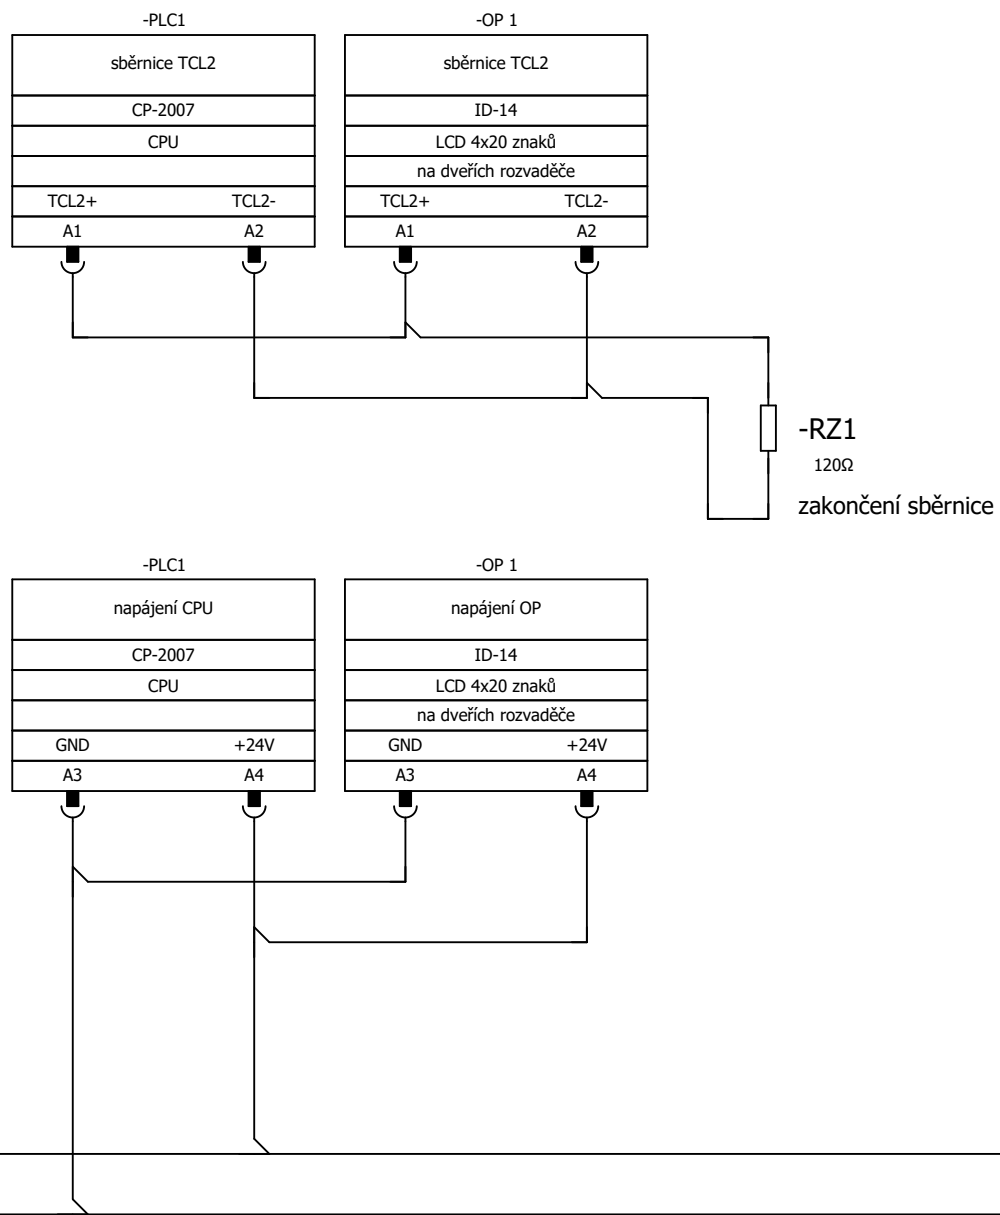 -PLC1
sběrnice TCL2
CP-2007
CPU
TCL2+ TCL2-
A1 A2
-OP 1
sběrnice TCL2
ID-14
LCD 4x20 znaků
na dveřích rozvaděče
TCL2+ TCL2-
A1 A2
-RZ1
120Ω
zakončení sběrnice
-PLC1
napájení CPU
CP-2007
CPU
GND +24V
A3 A4
-OP 1
napájení OP
ID-14
LCD 4x20 znaků
na dveřích rozvaděče
GND +24V
A3 A4